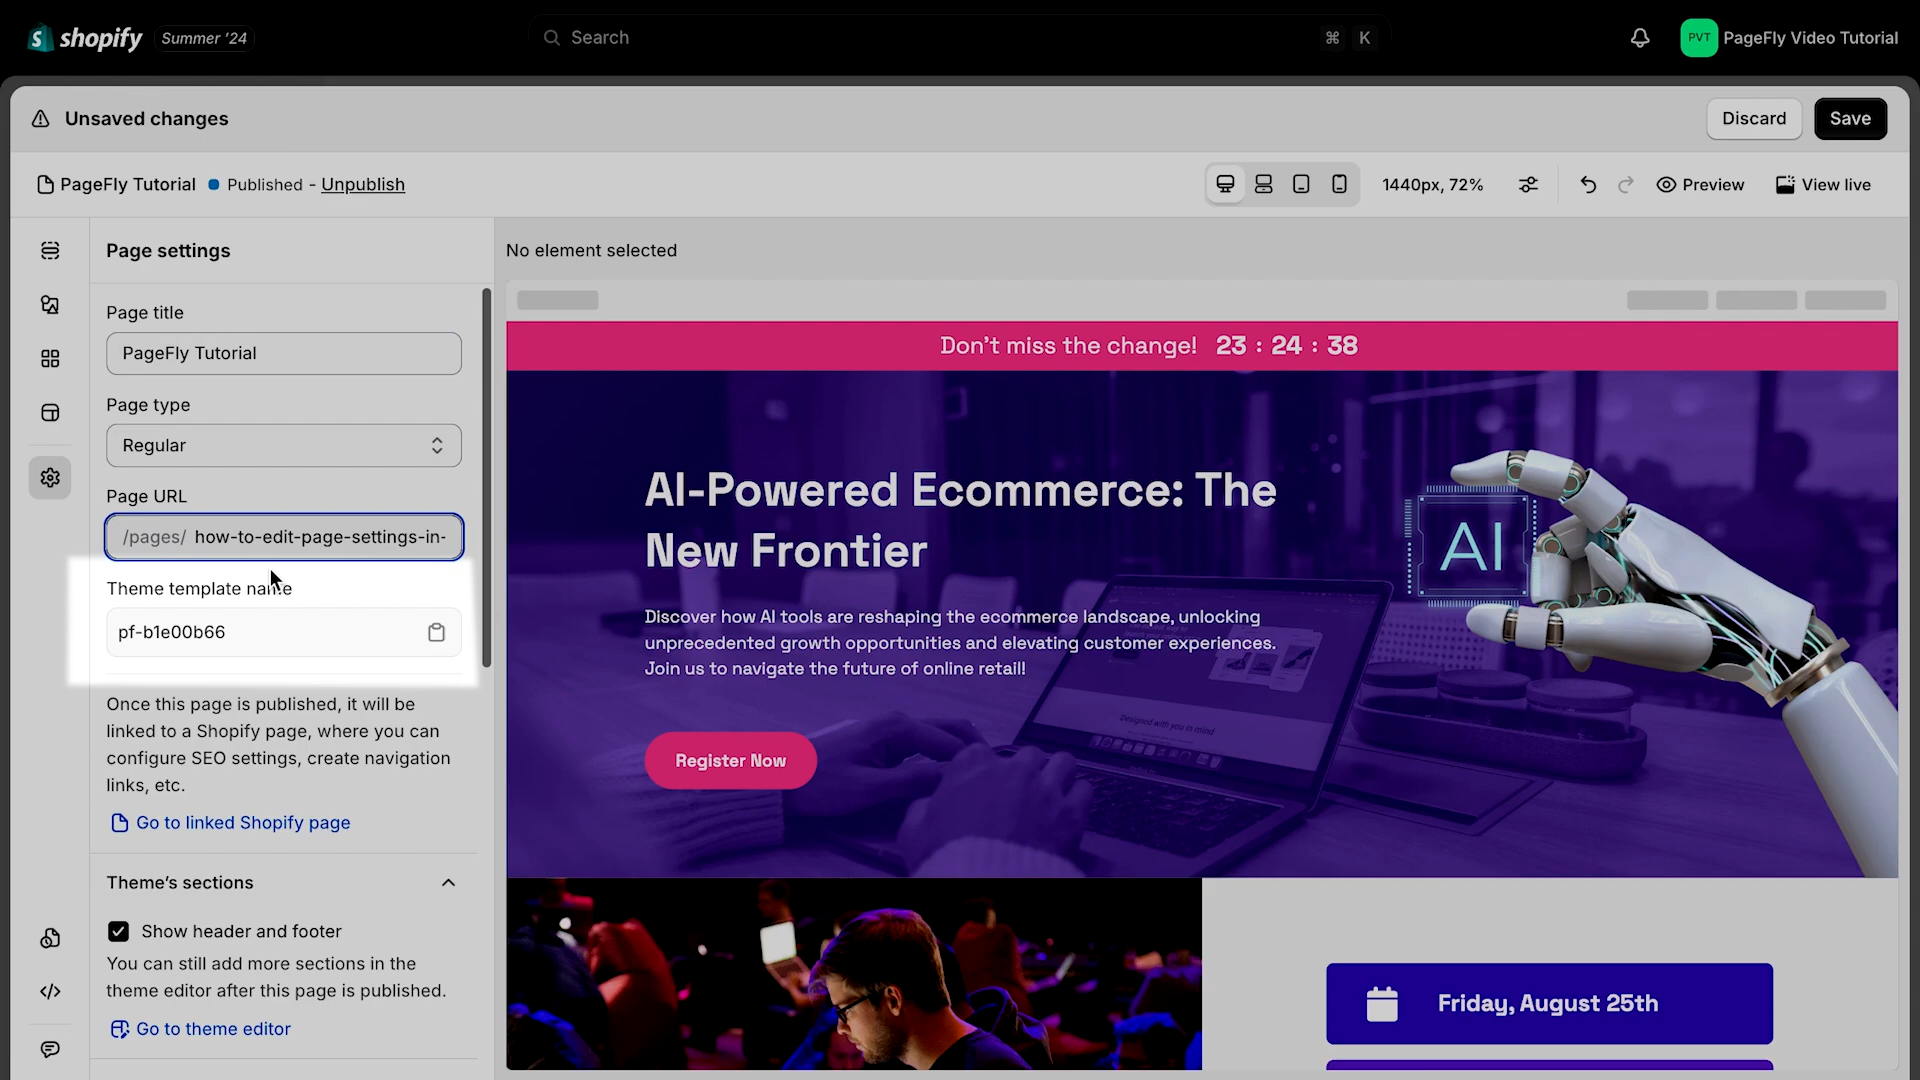 shopify
Summer '24
Search
⌘ K
PVT
PageFly Video Tutorial
Unsaved changes
Discard
Save
PageFly Tutorial
Published - Unpublish
1440px, 72%
Preview
View live
Page settings
No element selected
Page title
PageFly Tutorial
Page type
Regular
Page URL
/pages/ how-to-edit-page-settings-in-
Theme template name
pf-b1e00b66
Once this page is published, it will be
linked to a Shopify page, where you can
configure SEO settings, create navigation
links, etc.
Go to linked Shopify page
Theme's sections
Show header and footer
You can still add more sections in the
theme editor after this page is published.
Go to theme editor
Don't miss the change! 23 : 24 : 38
AI-Powered Ecommerce: The
New Frontier
AI
Discover how AI tools are reshaping the ecommerce landscape, unlocking
unprecedented growth opportunities and elevating customer experiences.
Join us to navigate the future of online retail!
Designed with you in mind
Register Now
Friday, August 25th